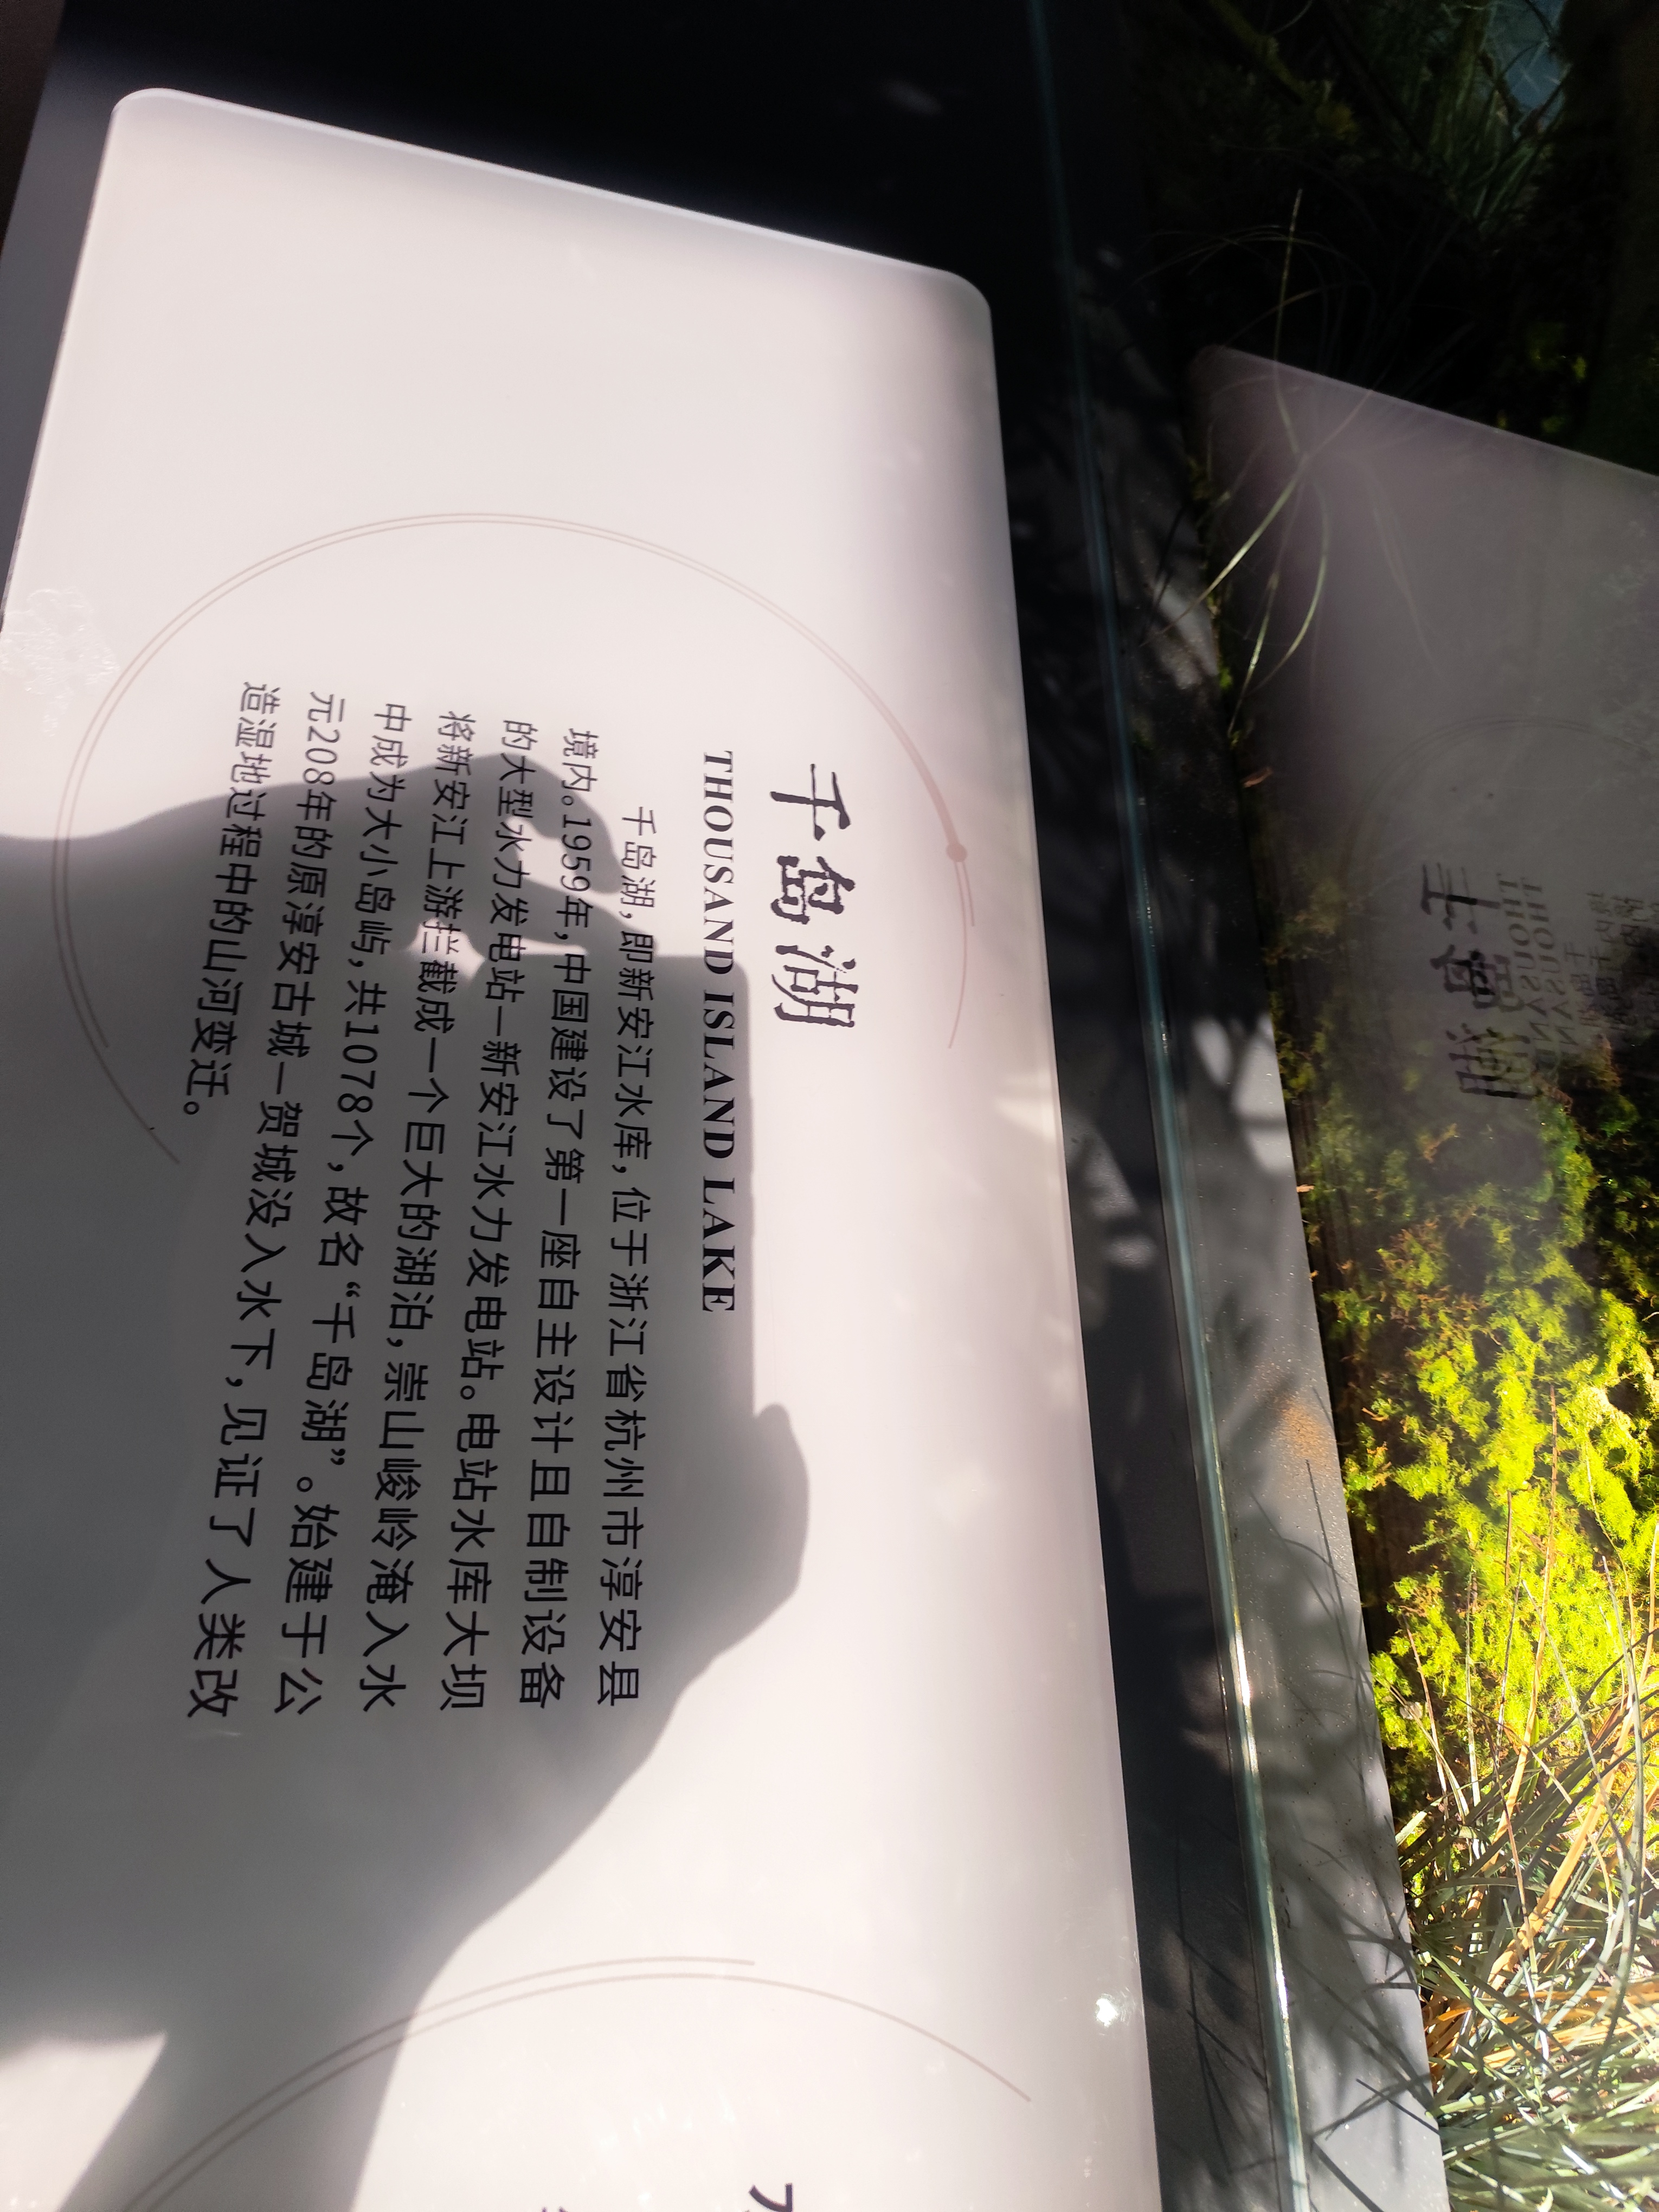 千岛湖
THOUSAND ISLAND LAKE
千岛湖，即新安江水库，位于浙江省杭州市淳安县
境内。1959年，中国建设了第一座自主设计且自制设备
的大型水力发电站—新安江水力发电站。电站水库大坝
将新安江上游拦截成一个巨大的湖泊，崇山峻岭淹入水
中成为大小岛屿，共1078个，故名“千岛湖”。始建于公
元208年的原淳安古城—贺城没入水下，见证了人类改
造湿地过程中的山河变迁。